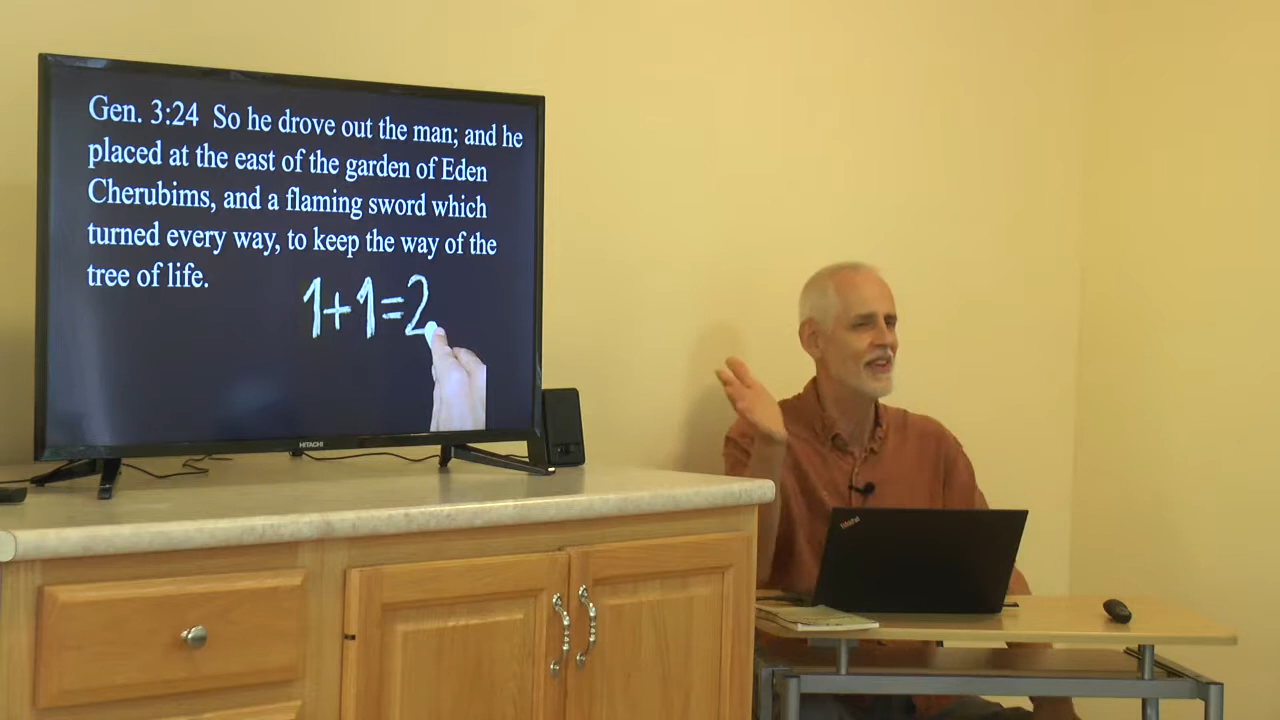 Gen. 3:24 So he drove out the man; and he
placed at the east of the garden of Eden
Cherubims, and a flaming sword which
turned every way, to keep the way of the
tree of life.
1+1=2
HITACHI
ThinkPad